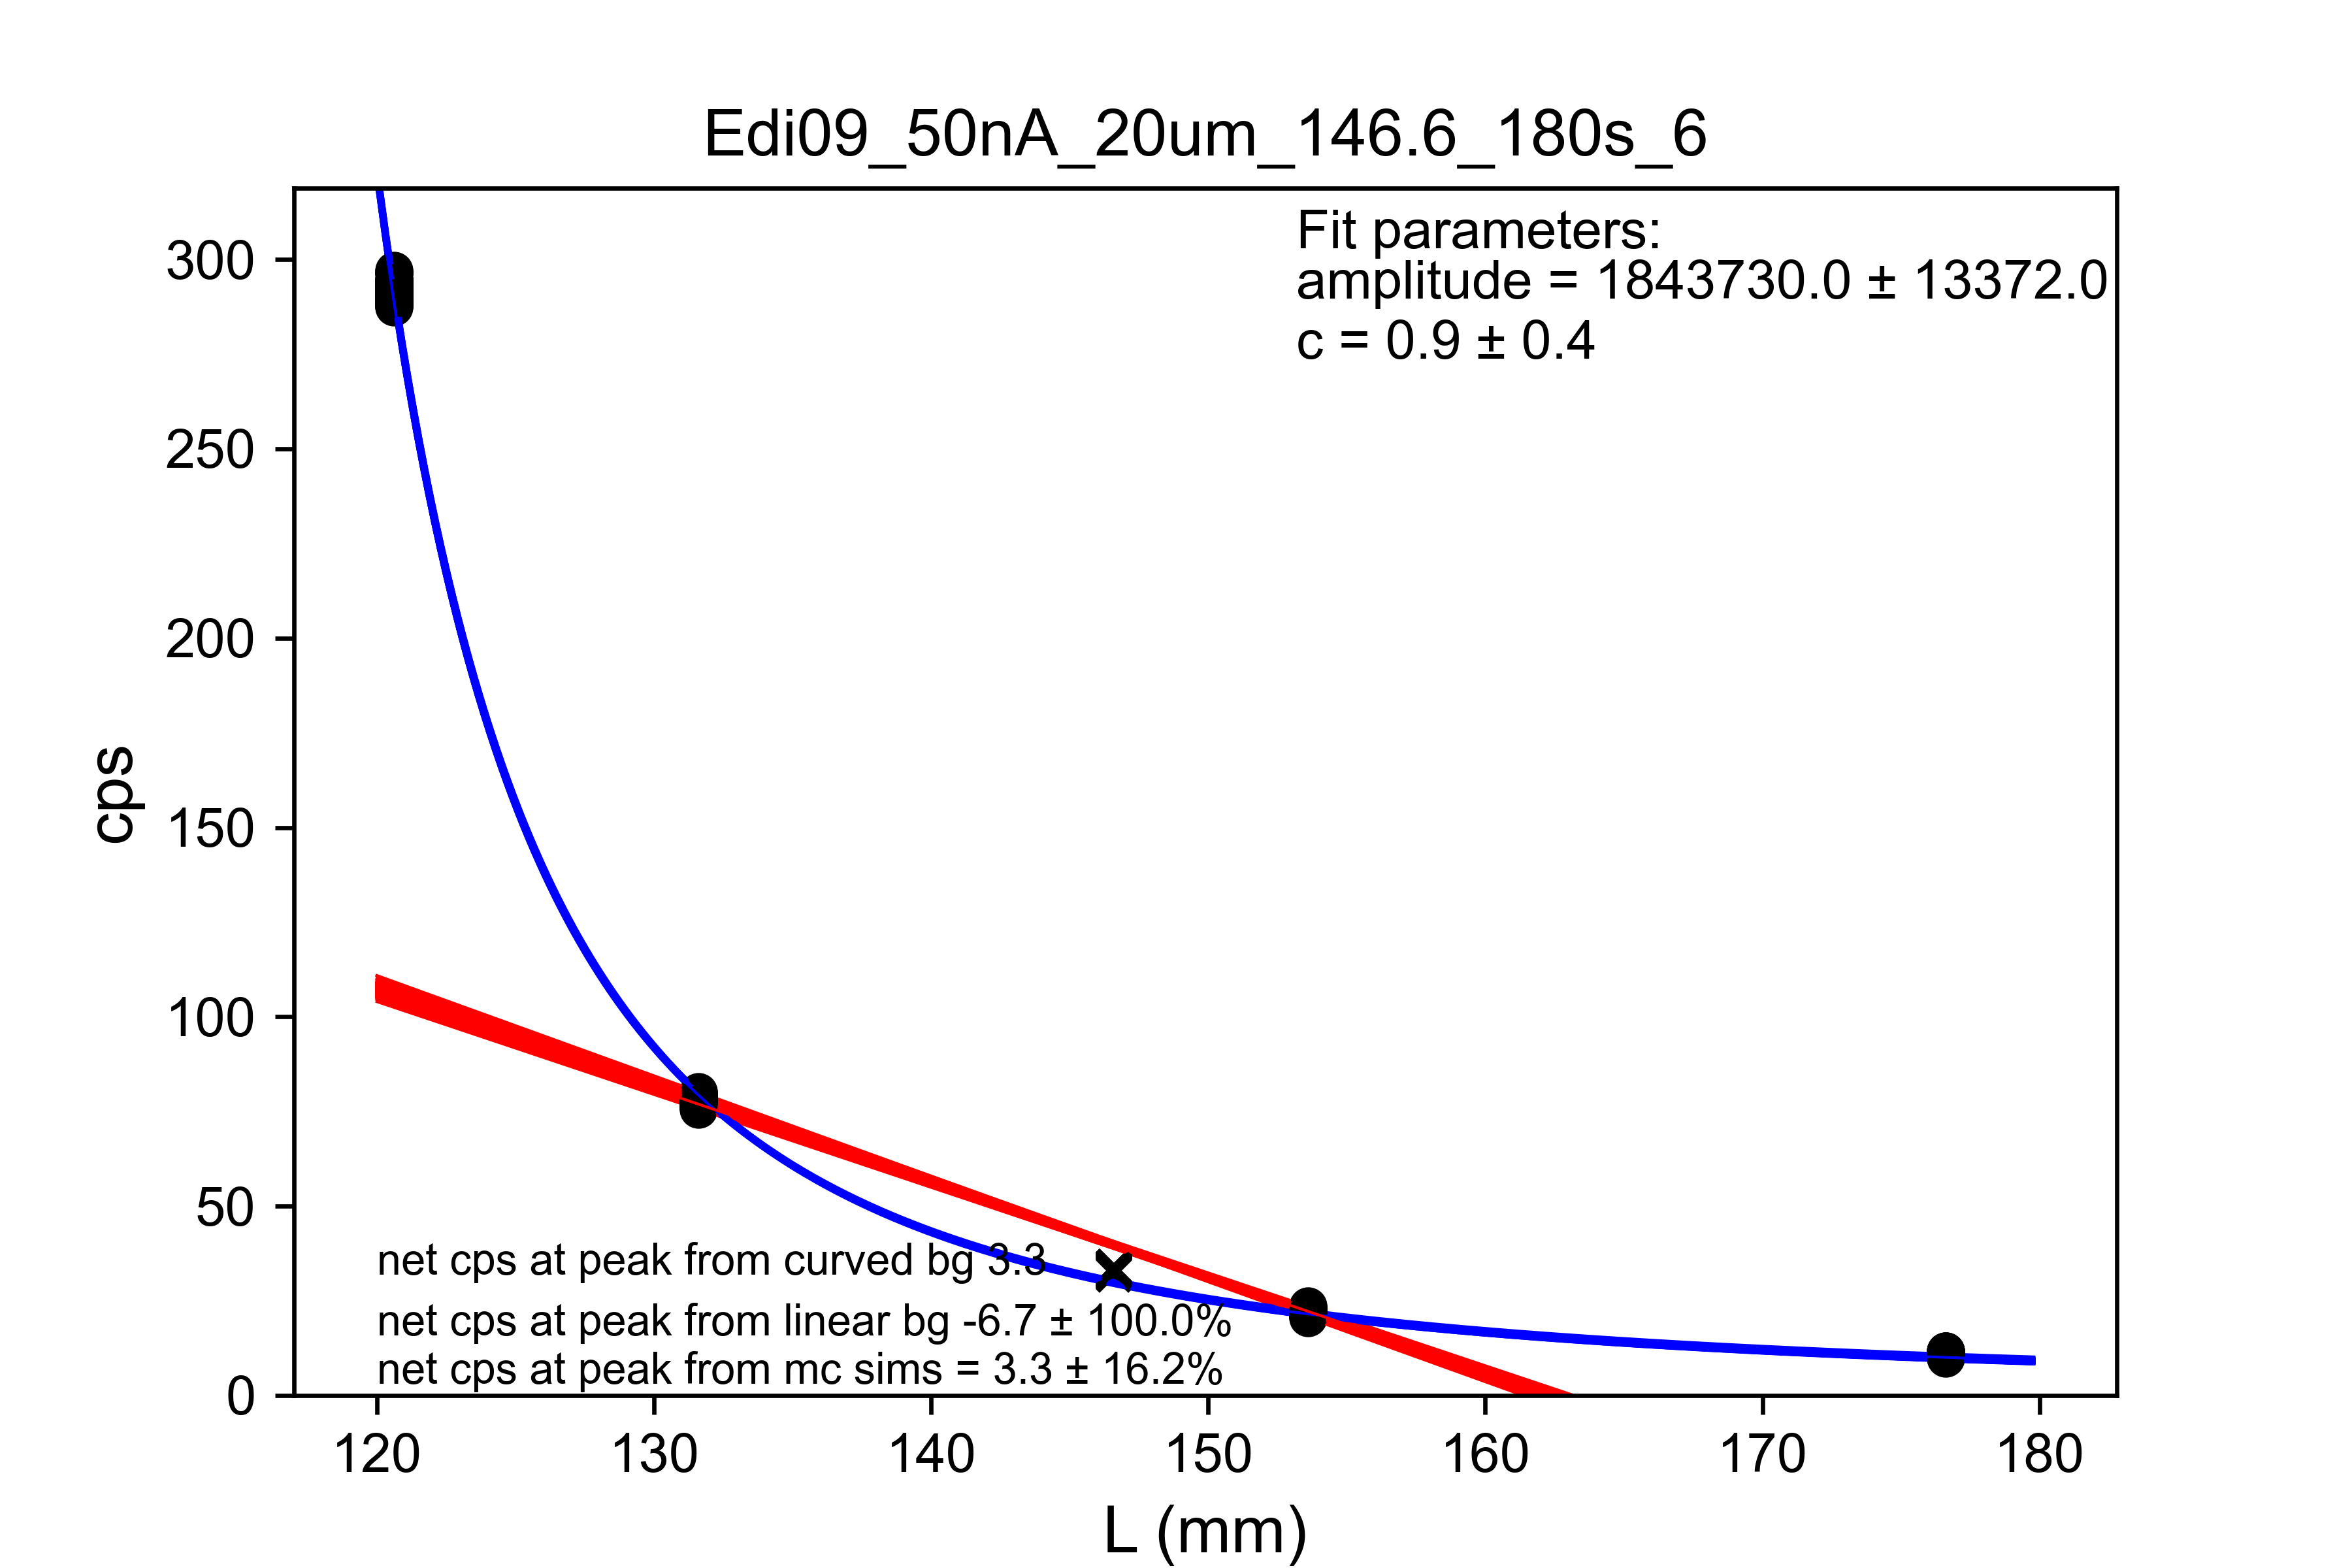 Edi09_50nA_20um_146.6_180s_6
Fit parameters:
amplitude = 1843730.0 ± 13372.0
c = 0.9 ± 0.4
300
250
200
150
100
50
0
cps
net cps at peak from curved bg 3.3
net cps at peak from linear bg -6.7 ± 100.0%
net cps at peak from mc sims = 3.3 ± 16.2%
120 130 140 150 160 170 180
L (mm)